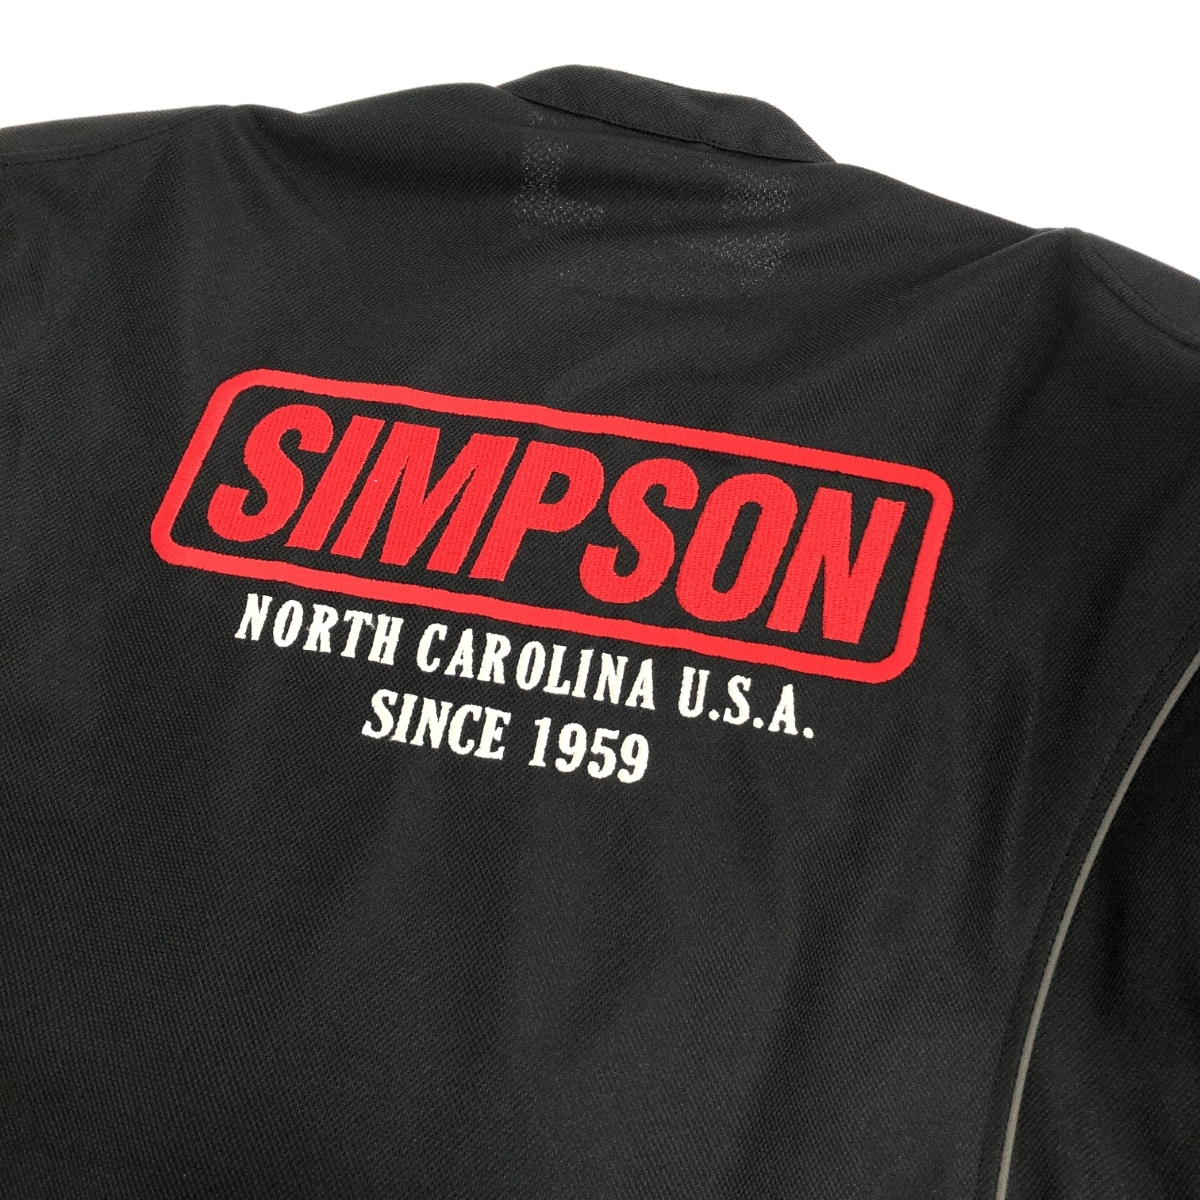 SIMPSON
NORTH CAROLINA U.S.A.
SINCE 1959